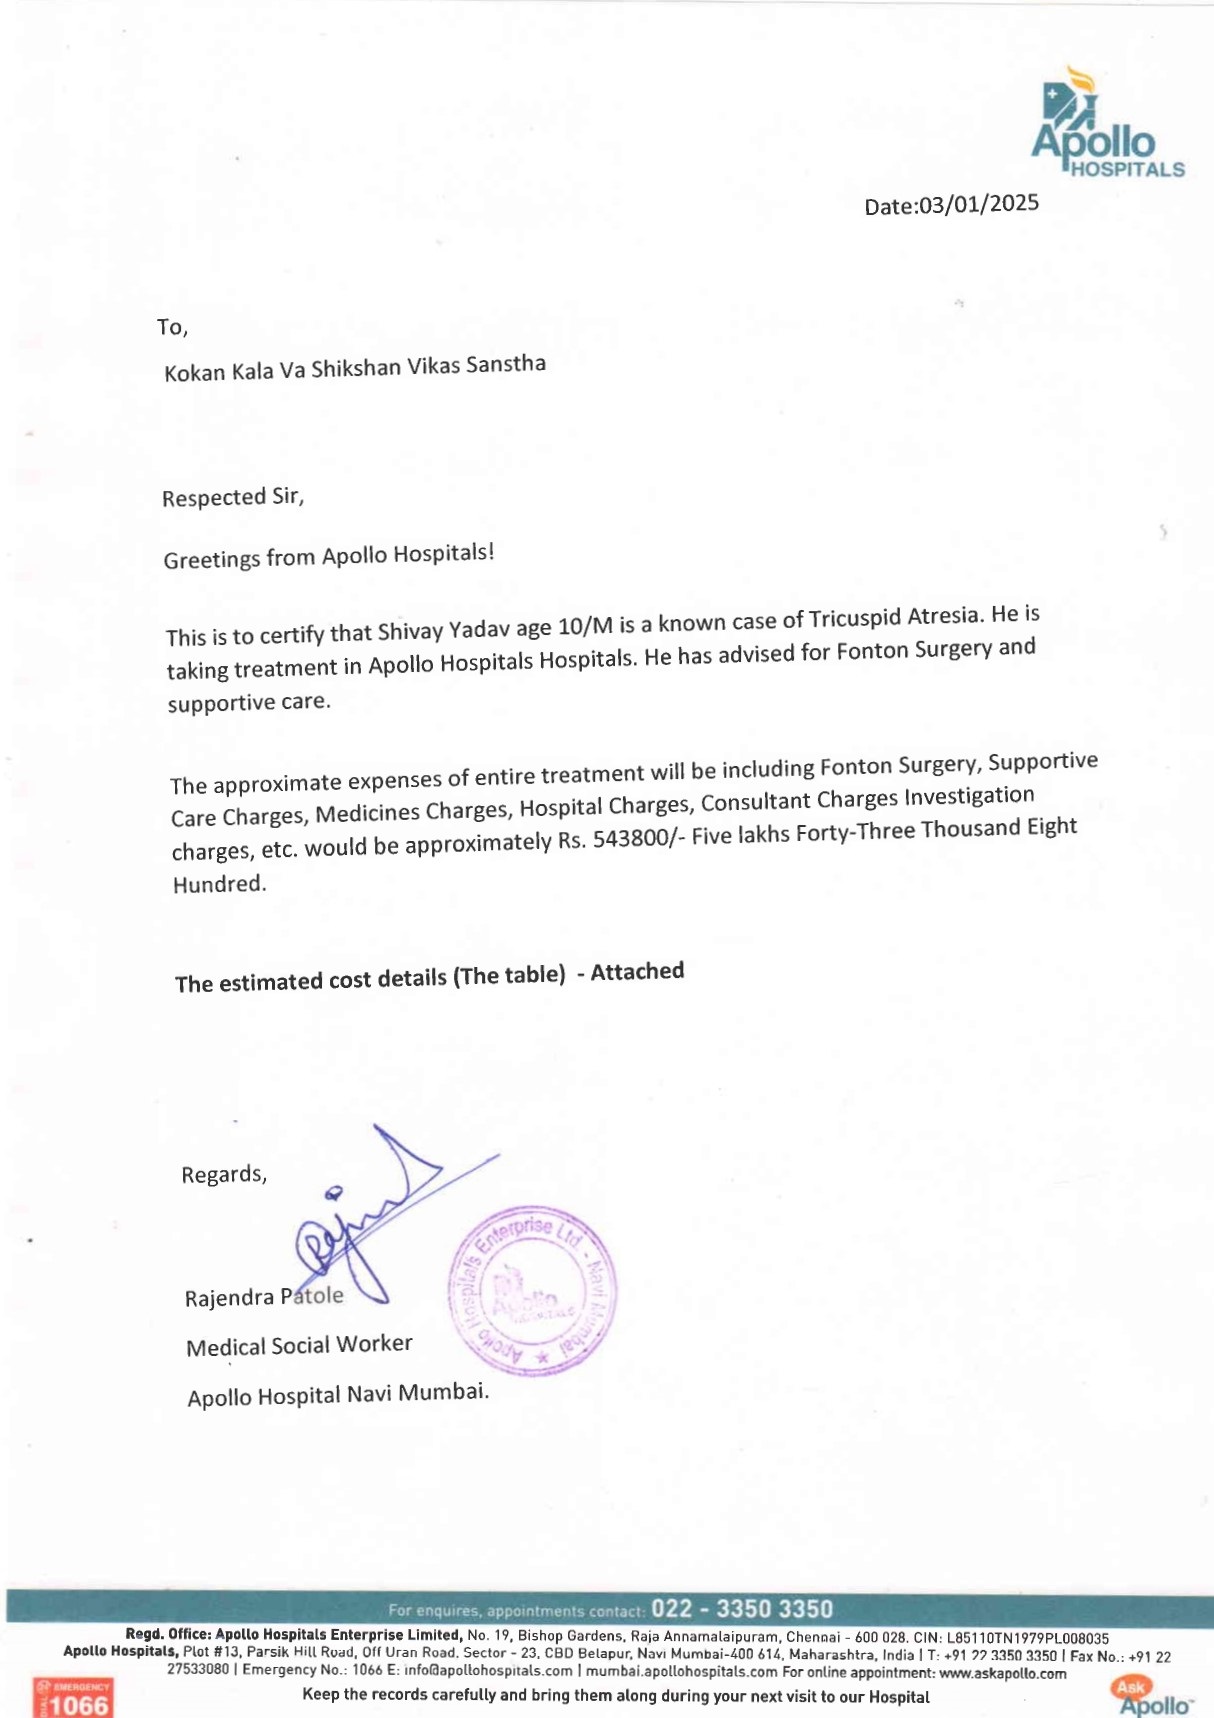 Apollo
HOSPITALS
Date:03/01/2025
To,
Kokan Kala Va Shikshan Vikas Sanstha
Respected Sir,
Greetings from Apollo Hospitals!
This is to certify that Shivay Yadav age 10/M is a known case of Tricuspid Atresia. He is
taking treatment in Apollo Hospitals Hospitals. He has advised for Fonton Surgery and
supportive care.
The approximate expenses of entire treatment will be including Fonton Surgery, Supportive
Care Charges, Medicines Charges, Hospital Charges, Consultant Charges Investigation
charges, etc. would be approximately Rs. 543800/- Five lakhs Forty-Three Thousand Eight
Hundred.
The estimated cost details (The table) - Attached
Regards,
Rajendra Patole
Medical Social Worker
Apollo Hospital Navi Mumbai.
Apollo Hospitals Enterprise Ltd. - Navi Mumbai ★
Apollo
HOSPITALS
For enquires, appointments contact: 022 - 3350 3350
Regd. Office: Apollo Hospitals Enterprise Limited, No. 19, Bishop Gardens, Raja Annamalaipuram, Chennai - 600 028. CIN: L85110TN1979PL008035
Apollo Hospitals, Plot #13, Parsik Hill Road, Off Uran Road, Sector - 23, CBD Belapur, Navi Mumbai-400 614, Maharashtra, India | T: +91 22 3350 3350 | Fax No.: +91 22
27533080 | Emergency No.: 1066 E: info@apollohospitals.com | mumbai.apollohospitals.com For online appointment: www.askapollo.com
Keep the records carefully and bring them along during your next visit to our Hospital
DIAL EMERGENCY
1066
Ask
Apollo